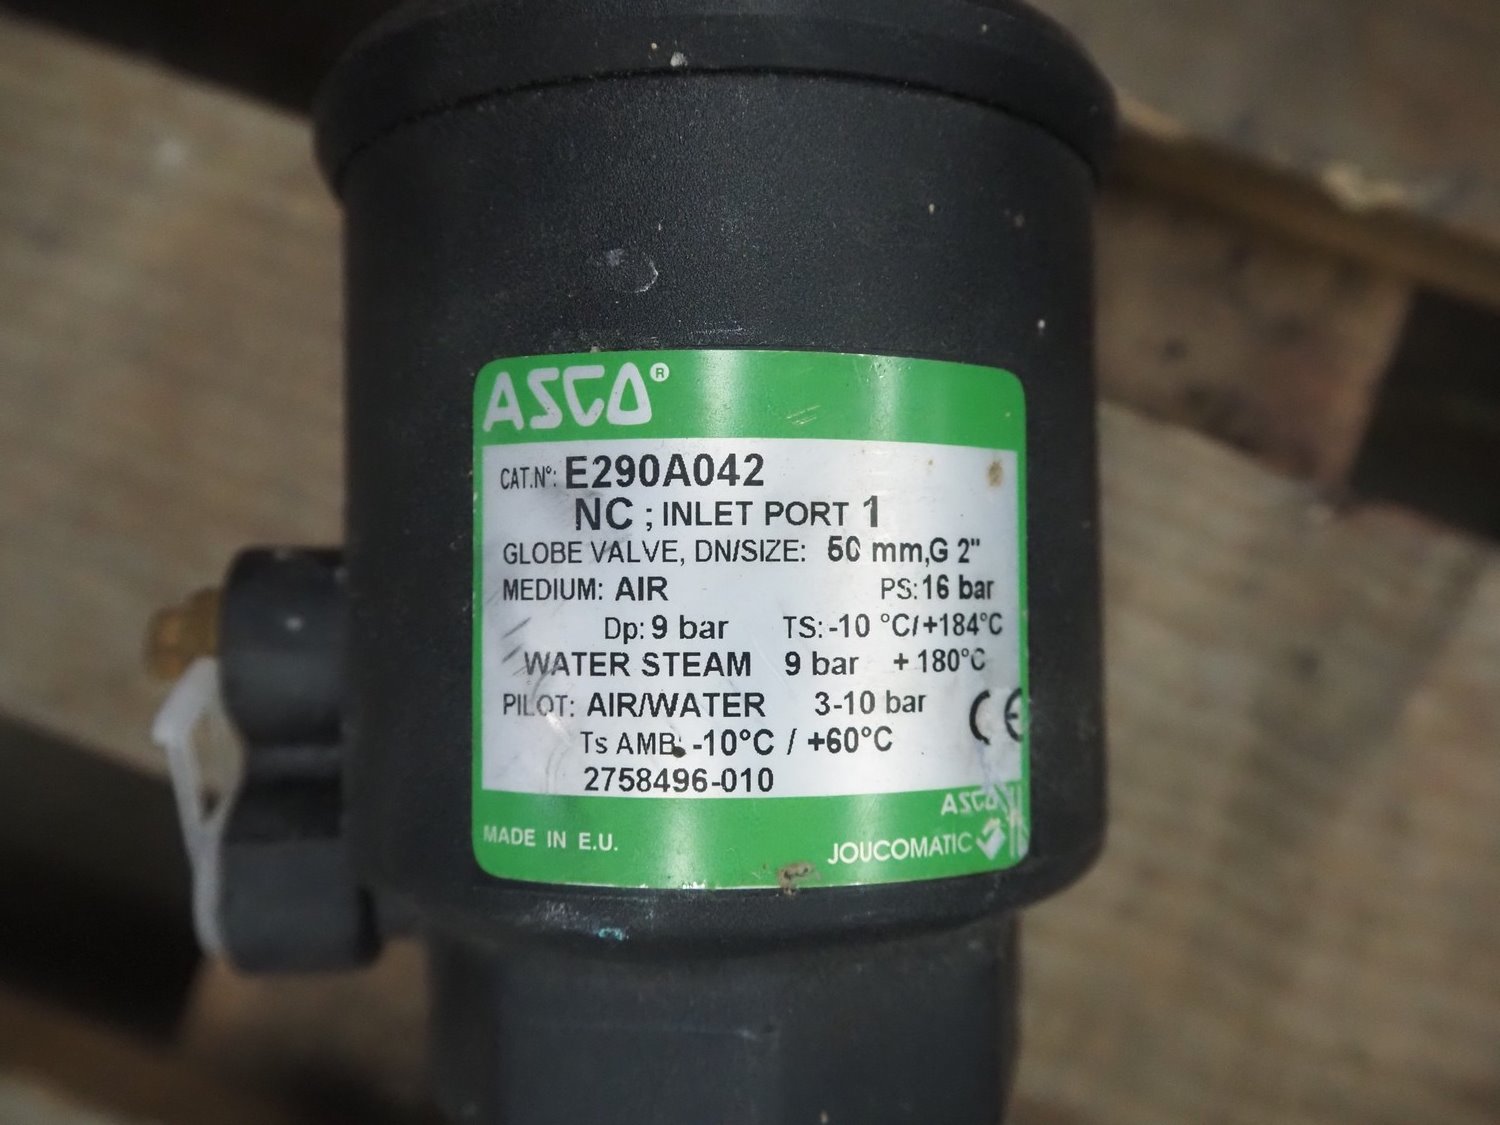 ASCO®
CAT.N°: E290A042
NC ; INLET PORT 1
GLOBE VALVE, DN/SIZE: 50 mm,G 2"
MEDIUM: AIR PS:16 bar
Dp: 9 bar TS: -10 °C/+184°C
WATER STEAM 9 bar +180°C
PILOT: AIR/WATER 3-10 bar
CE
Ts AMB: -10°C / +60°C
2758496-010
ASCO
MADE IN E.U. JOUCOMATIC